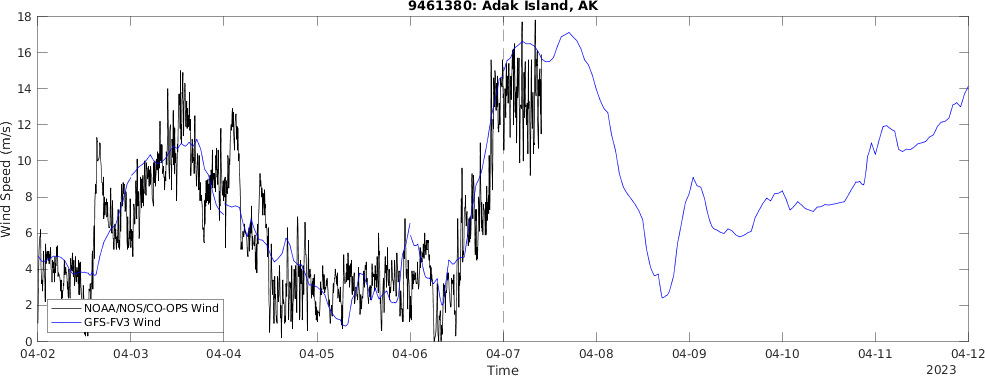 9461380: Adak Island, AK
Wind Speed (m/s)
18
16
14
12
10
8
6
4
2
0
NOAA/NOS/CO-OPS Wind
GFS-FV3 Wind
04-02 04-03 04-04 04-05 04-06 04-07 04-08 04-09 04-10 04-11 04-12
Time
2023